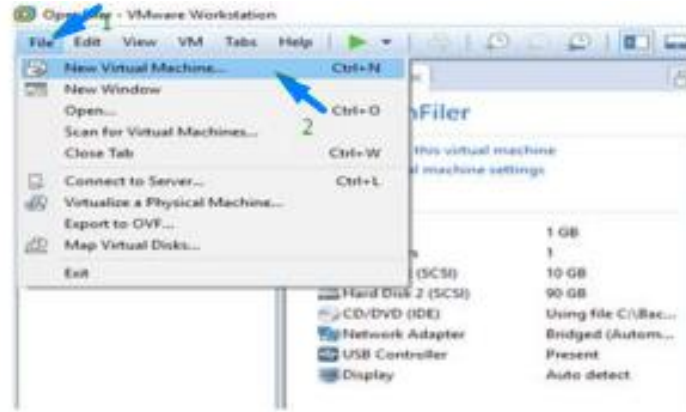 OpenFiler - VMware Workstation
1
File Edit View VM Tabs Help
New Virtual Machine... Ctrl+N
New Window
Open... Ctrl+O
2
Scan for Virtual Machines...
Close Tab Ctrl+W
Connect to Server... Ctrl+L
Virtualize a Physical Machine...
Export to OVF...
Map Virtual Disks...
Exit
nFiler
this virtual machine
l machine settings
1 GB
s 1
(SCSI) 10 GB
Hard Disk 2 (SCSI) 90 GB
CD/DVD (IDE) Using file C:\Bac...
Network Adapter Bridged (Autom...
USB Controller Present
Display Auto detect